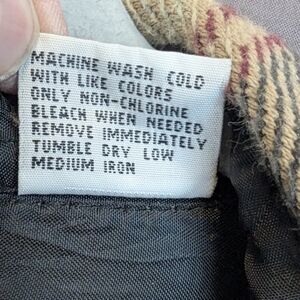 MACHINE WASH COLD
WITH LIKE COLORS
ONLY NON-CHLORINE
BLEACH WHEN NEEDED
REMOVE IMMEDIATELY
TUMBLE DRY LOW
MEDIUM IRON